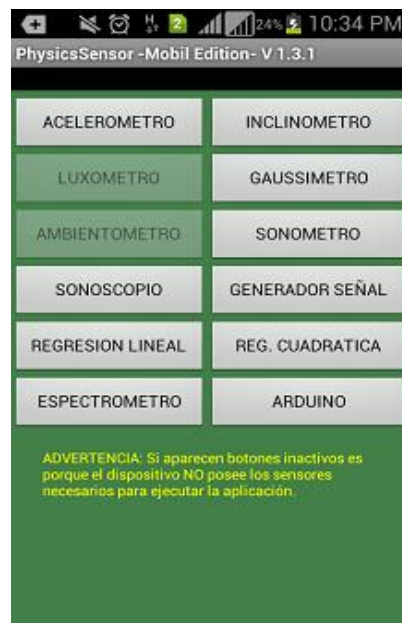 24% 10:34 PM
PhysicsSensor -Mobil Edition- V 1.3.1
ACELEROMETRO INCLINOMETRO
LUXOMETRO GAUSSIMETRO
AMBIENTOMETRO SONOMETRO
SONOSCOPIO GENERADOR SEÑAL
REGRESION LINEAL REG. CUADRATICA
ESPECTROMETRO ARDUINO
ADVERTENCIA: Si aparecen botones inactivos es
porque el dispositivo NO posee los sensores
necesarios para ejecutar la aplicación.